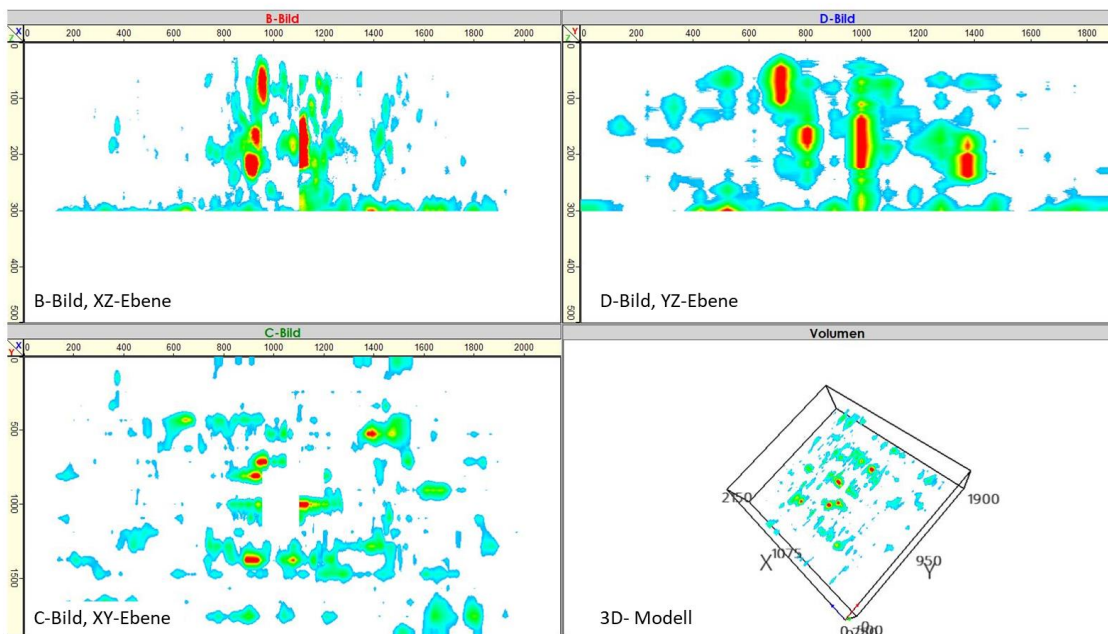 B-Bild
D-Bild
X
Z
0 200 400 600 800 1000 1200 1400 1600 1800 2000
Y
Z
0 200 400 600 800 1000 1200 1400 1600 1800
0
100
200
300
400
500
0
100
200
300
400
500
B-Bild, XZ-Ebene
D-Bild, YZ-Ebene
C-Bild
Volumen
X
Y
0 200 400 600 800 1000 1200 1400 1600 1800 2000
0
500
1000
1500
2150
1900
X
1075
950
Y
C-Bild, XY-Ebene
3D- Modell